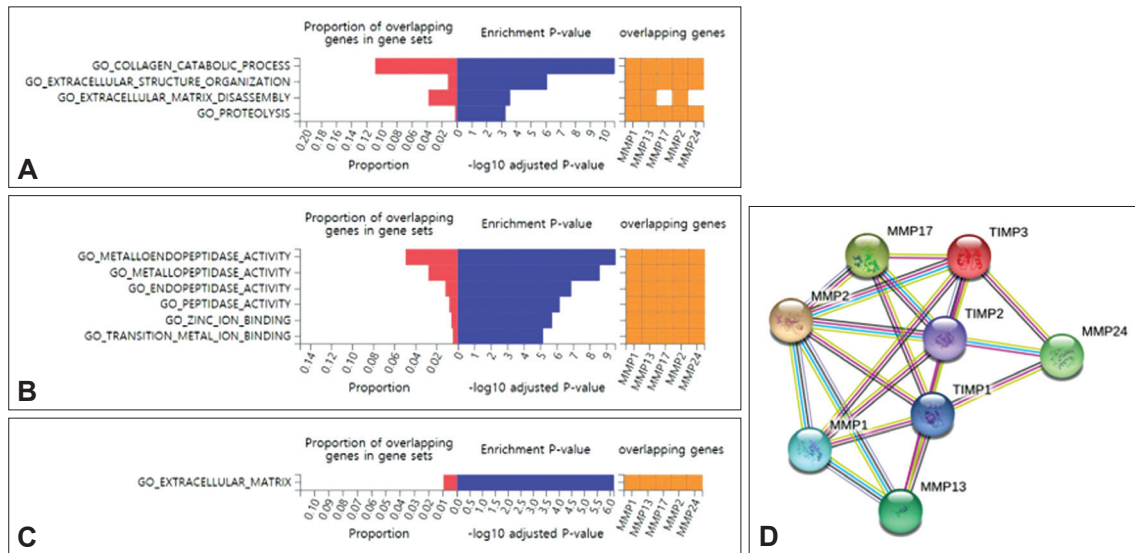 Proportion of overlapping
genes in gene sets
Enrichment P-value
overlapping genes
GO_COLLAGEN_CATABOLIC_PROCESS
GO_EXTRACELLULAR_STRUCTURE_ORGANIZATION
GO_EXTRACELLULAR_MATRIX_DISASSEMBLY
GO_PROTEOLYSIS
0.20 0.18 0.16 0.14 0.12 0.10 0.08 0.06 0.04 0.02 0 1 2 3 4 5 6 7 8 9 10
MMP1 MMP13 MMP17 MMP2 MMP24
Proportion
-log10 adjusted P-value
A
Proportion of overlapping
genes in gene sets
Enrichment P-value
overlapping genes
GO_METALLOENDOPEPTIDASE_ACTIVITY
GO_METALLOPEPTIDASE_ACTIVITY
GO_ENDOPEPTIDASE_ACTIVITY
GO_PEPTIDASE_ACTIVITY
GO_ZINC_ION_BINDING
GO_TRANSITION_METAL_ION_BINDING
0.14 0.12 0.10 0.08 0.06 0.04 0.02 0 1 2 3 4 5 6 7 8 9
MMP1 MMP13 MMP17 MMP2 MMP24
Proportion
-log10 adjusted P-value
B
Proportion of overlapping
genes in gene sets
Enrichment P-value
overlapping genes
GO_EXTRACELLULAR_MATRIX
0.10 0.09 0.08 0.07 0.06 0.05 0.04 0.03 0.02 0.01 0.0 0.5 1.0 1.5 2.0 2.5 3.0 3.5 4.0 4.5 5.0 5.5 6.0
MMP1 MMP13 MMP17 MMP2 MMP24
Proportion
-log10 adjusted P-value
C
MMP17
TIMP3
MMP2
TIMP2
MMP24
TIMP1
MMP1
MMP13
D